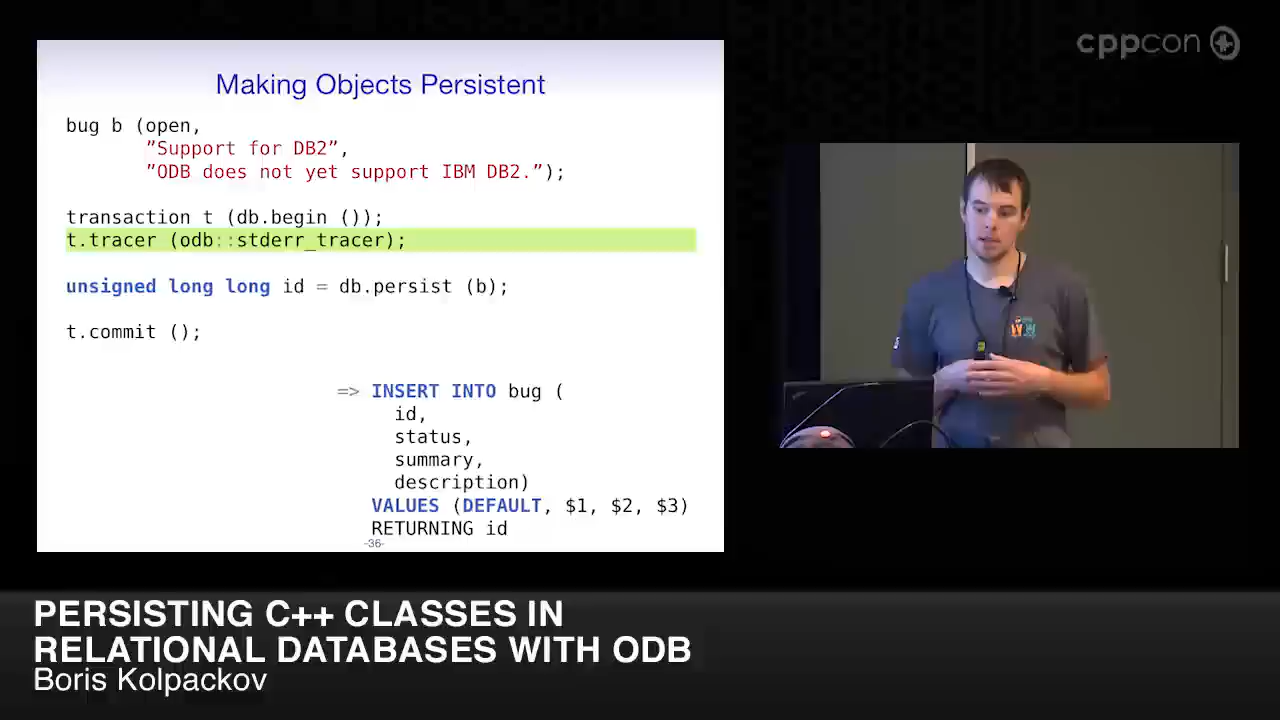 cppcon
Making Objects Persistent
bug b (open,
”Support for DB2”,
”ODB does not yet support IBM DB2.”);
transaction t (db.begin ());
t.tracer (odb::stderr_tracer);
unsigned long long id = db.persist (b);
t.commit ();
=> INSERT INTO bug (
id,
status,
summary,
description)
VALUES (DEFAULT, $1, $2, $3)
RETURNING id
-36-
PERSISTING C++ CLASSES IN
RELATIONAL DATABASES WITH ODB
Boris Kolpackov